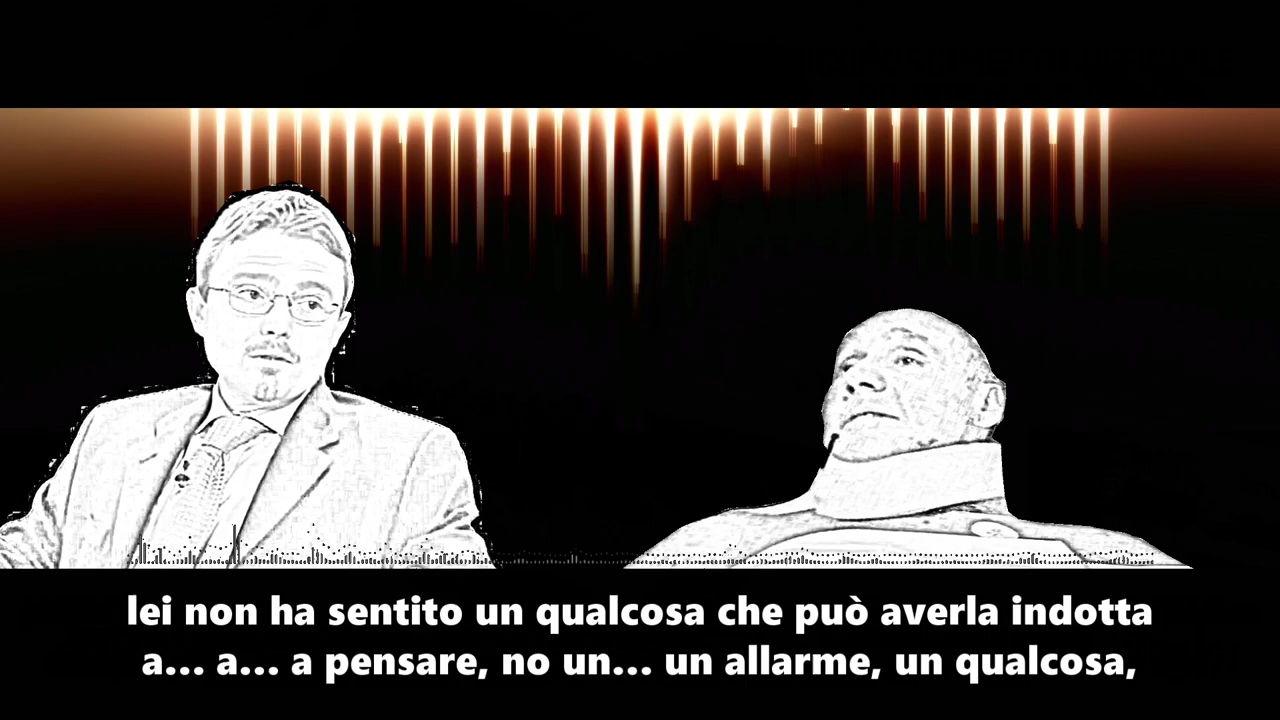 lei non ha sentito un qualcosa che può averla indotta
a... a... a pensare, no un... un allarme, un qualcosa,